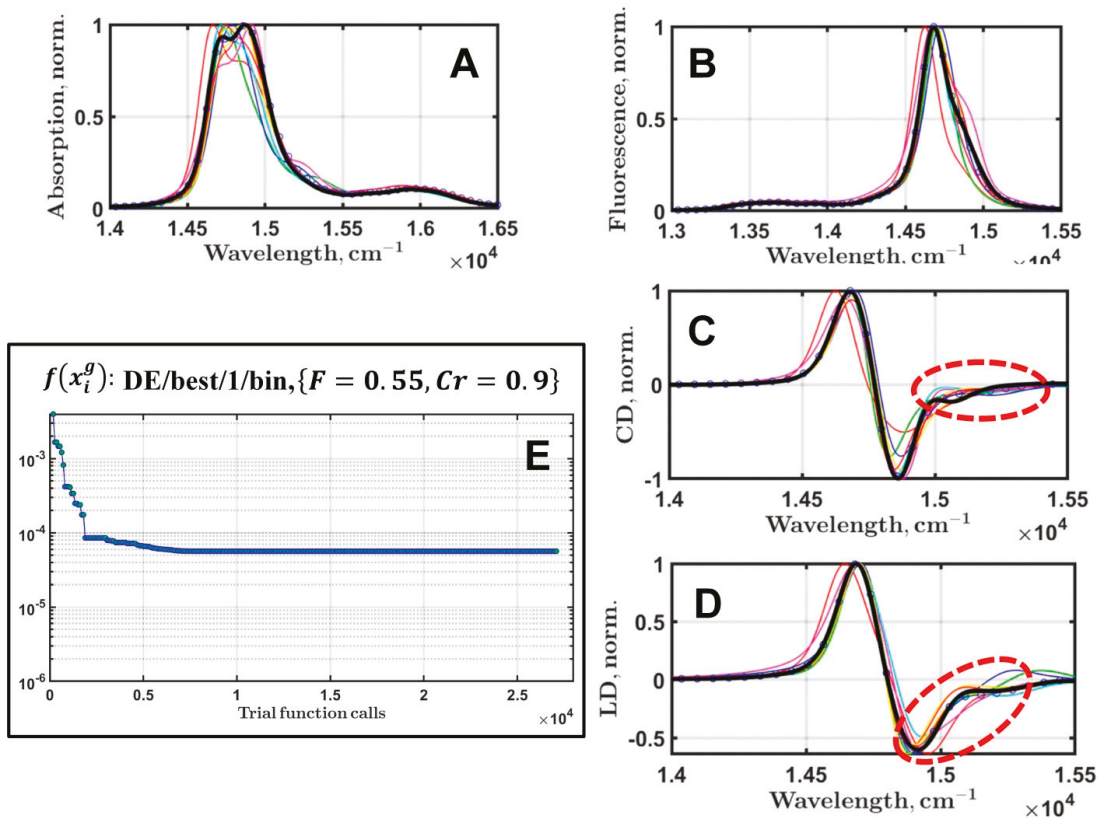 A
Absorption, norm.
1
0.5
0
1.4 1.45 1.5 1.55 1.6 1.65
Wavelength, cm⁻¹
×10⁴
B
Fluorescence, norm.
1
0.5
0
1.3 1.35 1.4 1.45 1.5 1.55
Wavelength, cm⁻¹
×10⁴
C
CD, norm.
1
0
-1
1.4 1.45 1.5 1.55
Wavelength, cm⁻¹
×10⁴
f(xᵢᵍ): DE/best/1/bin,{F = 0.55, Cr = 0.9}
E
10⁻³
10⁻⁴
10⁻⁵
10⁻⁶
0 0.5 1 1.5 2 2.5
Trial function calls
×10⁴
D
LD, norm.
1
0.5
0
-0.5
1.4 1.45 1.5 1.55
Wavelength, cm⁻¹
×10⁴